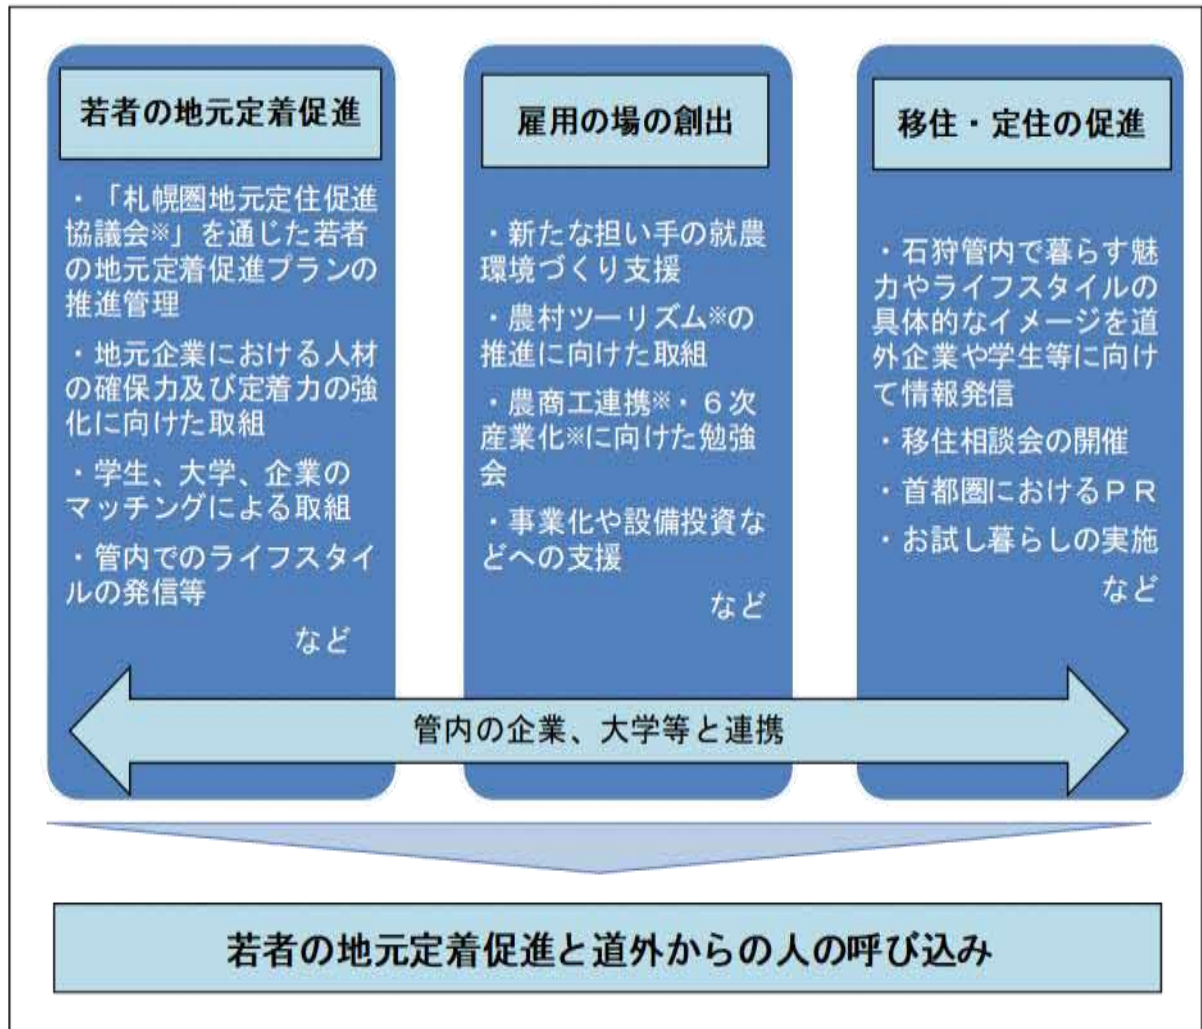 若者の地元定着促進
・「札幌圏地元定住促進
協議会※」を通じた若者
の地元定着促進プランの
推進管理
・地元企業における人材
の確保力及び定着力の強
化に向けた取組
・学生、大学、企業の
マッチングによる取組
・管内でのライフスタイ
ルの発信等
など
雇用の場の創出
・新たな担い手の就農
環境づくり支援
・農村ツーリズム※の
推進に向けた取組
・農商工連携※・６次
産業化※に向けた勉強
会
・事業化や設備投資な
どへの支援
など
移住・定住の促進
・石狩管内で暮らす魅
力やライフスタイルの
具体的なイメージを道
外企業や学生等に向け
て情報発信
・移住相談会の開催
・首都圏におけるＰＲ
・お試し暮らしの実施
など
管内の企業、大学等と連携
若者の地元定着促進と道外からの人の呼び込み